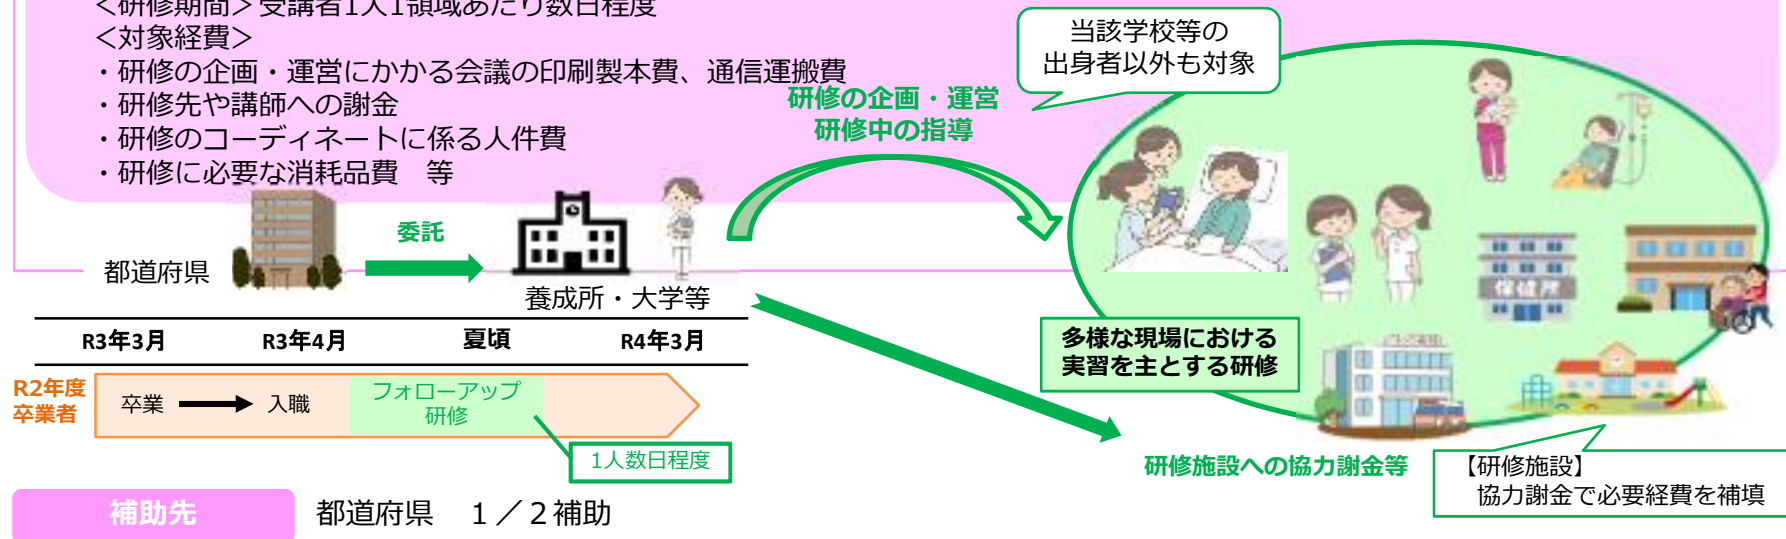 ＜研修期間＞受講者1人1領域あたり数日程度
＜対象経費＞
・研修の企画・運営にかかる会議の印刷製本費、通信運搬費
・研修先や講師への謝金
・研修のコーディネートに係る人件費
・研修に必要な消耗品費　等
研修の企画・運営
研修中の指導
当該学校等の
出身者以外も対象
委託
都道府県
養成所・大学等
保健所
多様な現場における
実習を主とする研修
R3年3月
R3年4月
夏頃
R4年3月
R2年度
卒業者
卒業
入職
フォローアップ
研修
1人数日程度
研修施設への協力謝金等
【研修施設】
協力謝金で必要経費を補填
補助先
都道府県　１／２補助